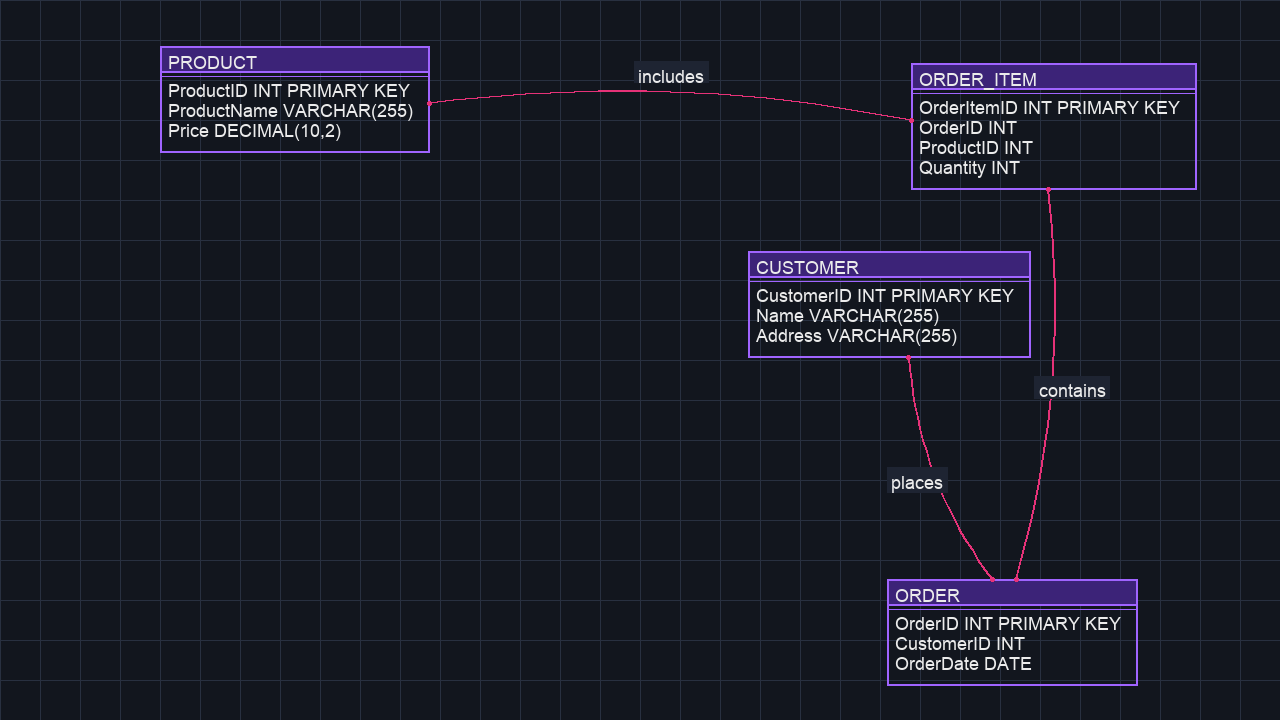 PRODUCT
ProductID INT PRIMARY KEY
ProductName VARCHAR(255)
Price DECIMAL(10,2)
includes
ORDER_ITEM
OrderItemID INT PRIMARY KEY
OrderID INT
ProductID INT
Quantity INT
CUSTOMER
CustomerID INT PRIMARY KEY
Name VARCHAR(255)
Address VARCHAR(255)
contains
places
ORDER
OrderID INT PRIMARY KEY
CustomerID INT
OrderDate DATE